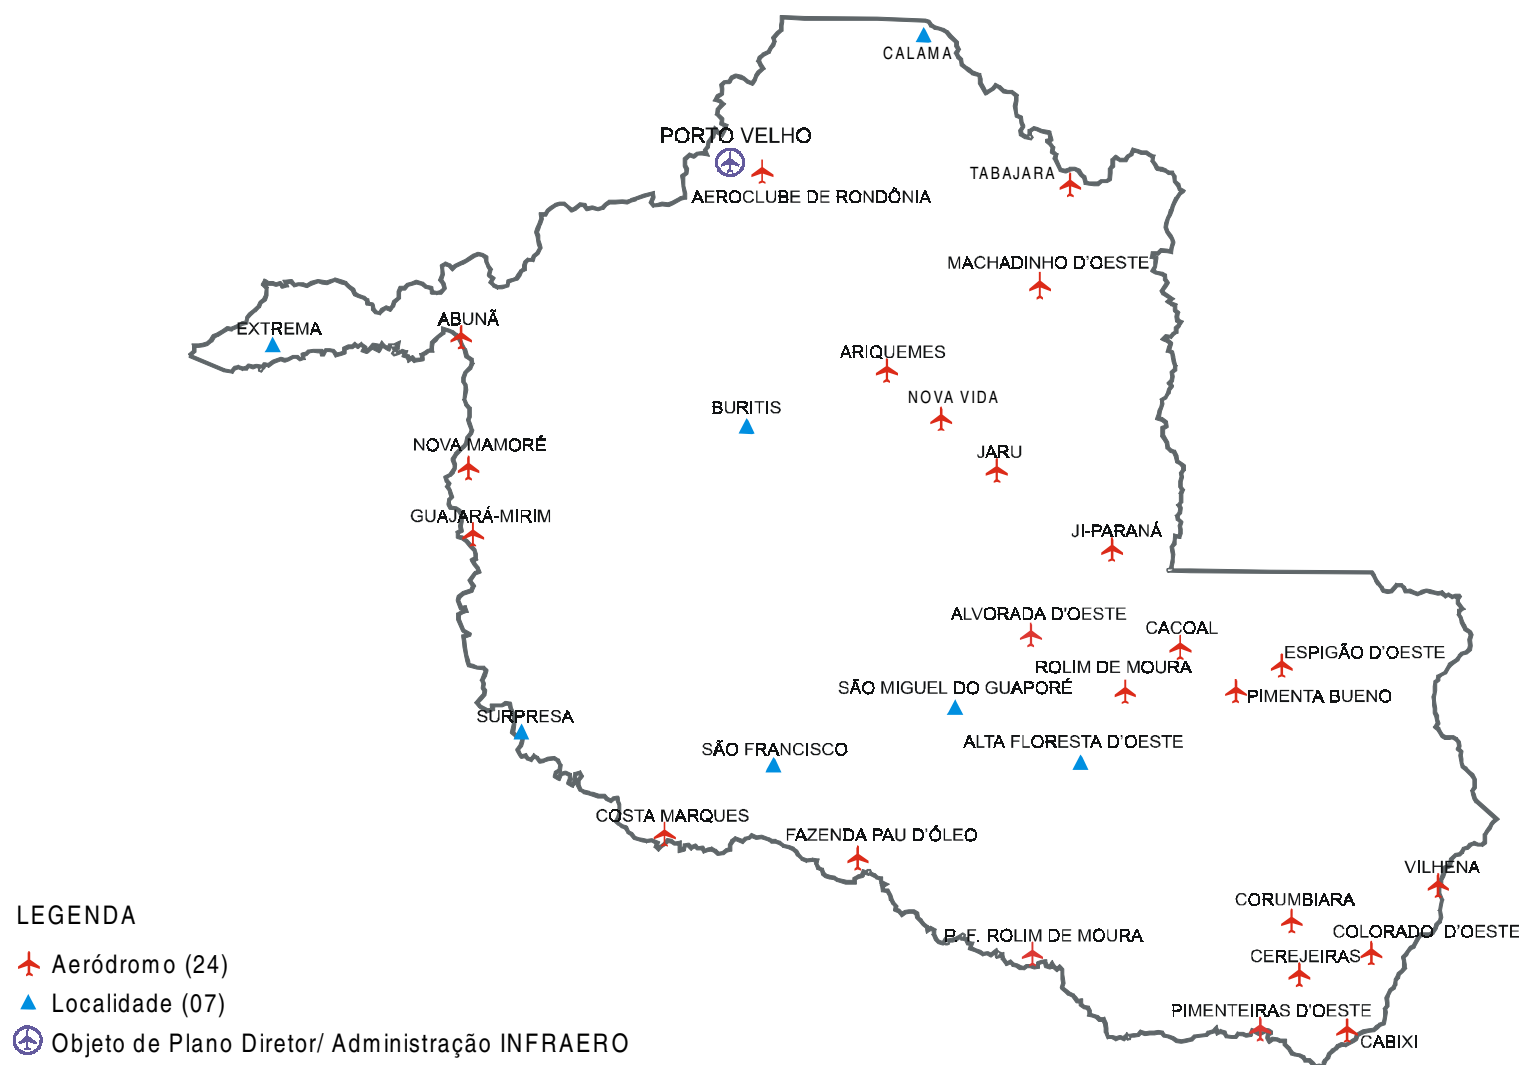 CALAMA
PORTO VELHO
TABAJARA
AEROCLUBE DE RONDÔNIA
MACHADINHO D'OESTE
ABUNÃ
EXTREMA
ARIQUEMES
NOVA VIDA
BURITIS
NOVA MAMORÉ
JARU
GUAJARÁ-MIRIM
JI-PARANÁ
ALVORADA D'OESTE
CACOAL
ESPIGÃO D'OESTE
ROLIM DE MOURA
SÃO MIGUEL DO GUAPORÉ
PIMENTA BUENO
SURPRESA
ALTA FLORESTA D'OESTE
SÃO FRANCISCO
COSTA MARQUES
FAZENDA PAU D'ÓLEO
VILHENA
CORUMBIARA
COLORADO D'OESTE
P. F. ROLIM DE MOURA
CEREJEIRAS
PIMENTEIRAS D'OESTE
CABIXI
LEGENDA
Aeródromo (24)
Localidade (07)
Objeto de Plano Diretor/ Administração INFRAERO